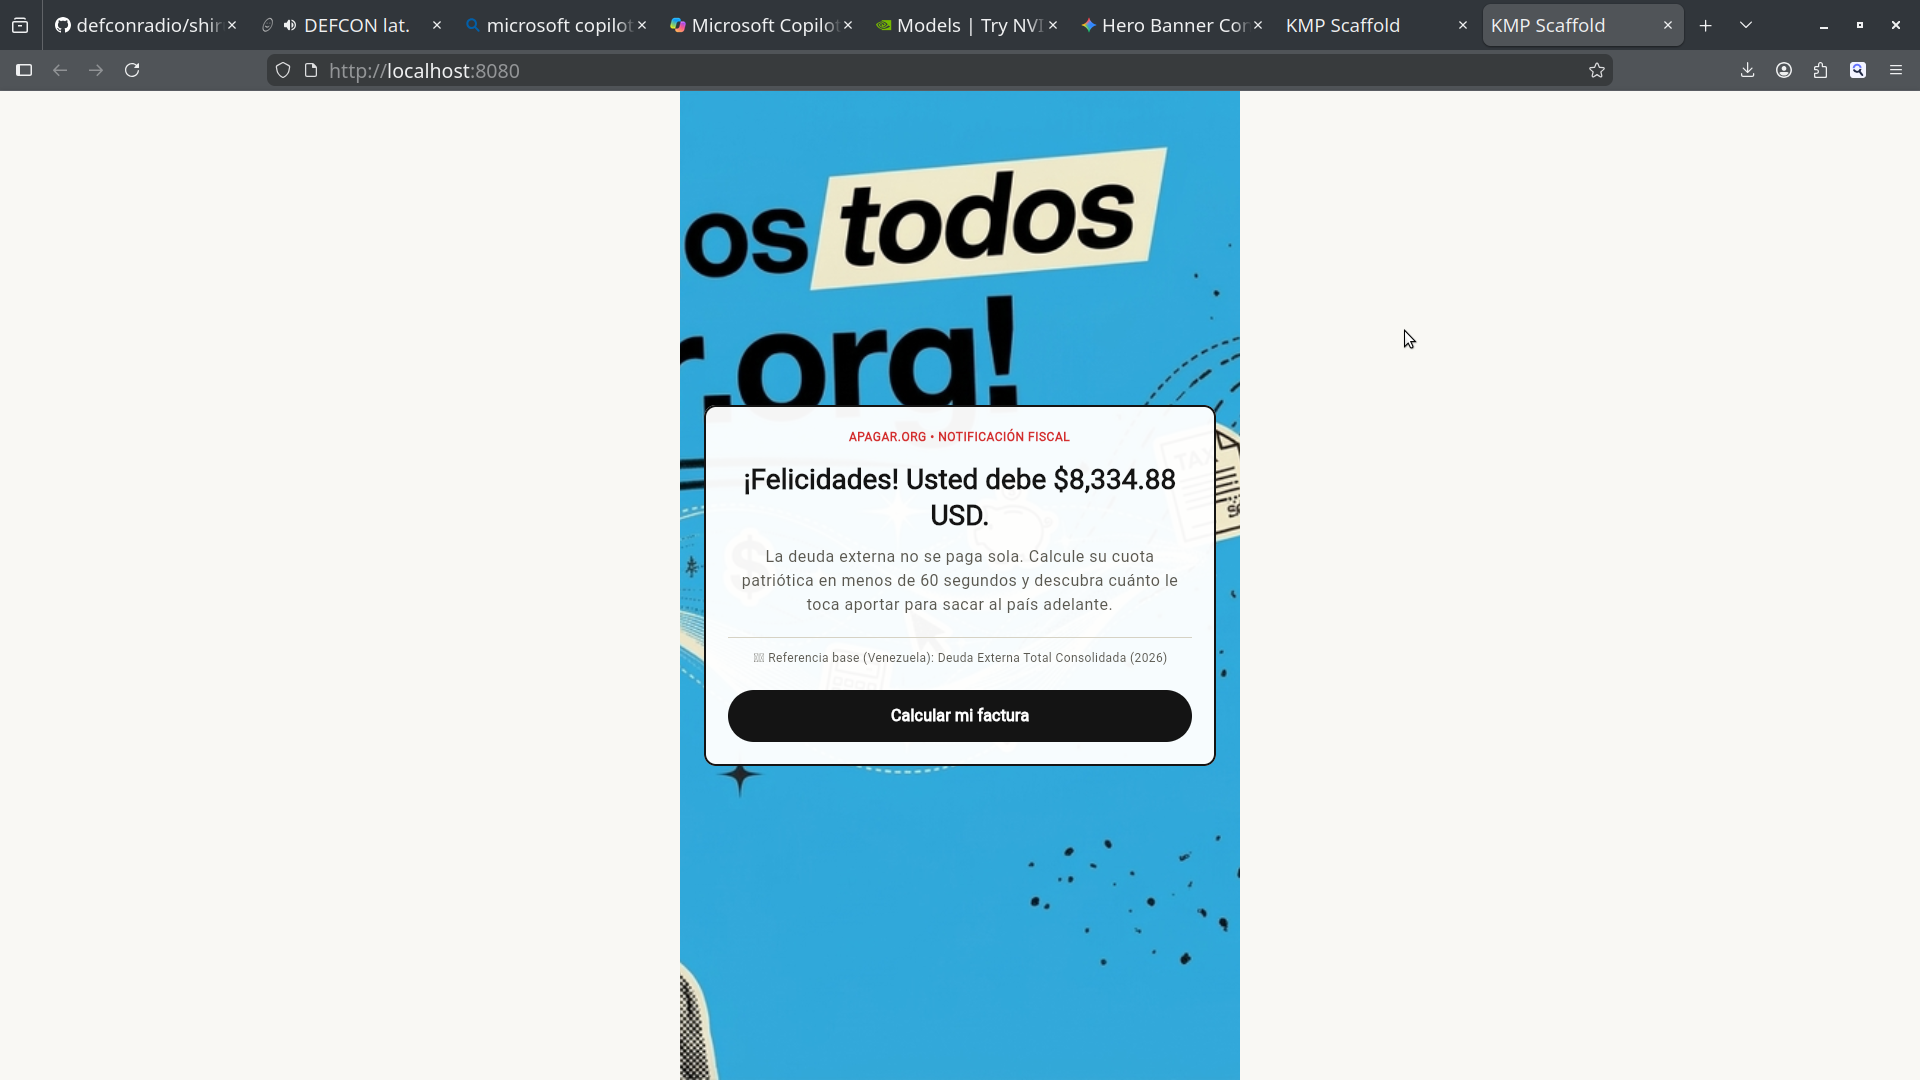 defconradio/shir
DEFCON lat.
microsoft copilot
Microsoft Copilot
Models | Try NVI
Hero Banner Cor
KMP Scaffold
KMP Scaffold
http://localhost:8080
os todos
r.org!
TAX
APAGAR.ORG • NOTIFICACIÓN FISCAL
¡Felicidades! Usted debe $8,334.88
USD.
La deuda externa no se paga sola. Calcule su cuota
patriótica en menos de 60 segundos y descubra cuánto le
toca aportar para sacar al país adelante.
Referencia base (Venezuela): Deuda Externa Total Consolidada (2026)
Calcular mi factura